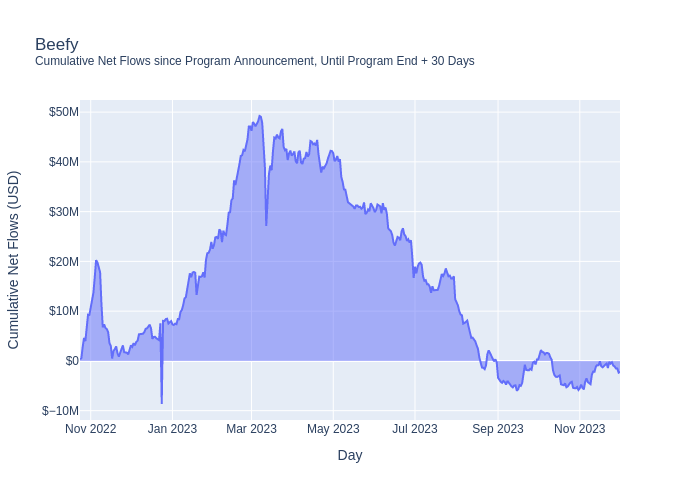 Beefy
Cumulative Net Flows since Program Announcement, Until Program End + 30 Days
Cumulative Net Flows (USD)
$50M
$40M
$30M
$20M
$10M
$0
$−10M
Nov 2022 Jan 2023 Mar 2023 May 2023 Jul 2023 Sep 2023 Nov 2023
Day